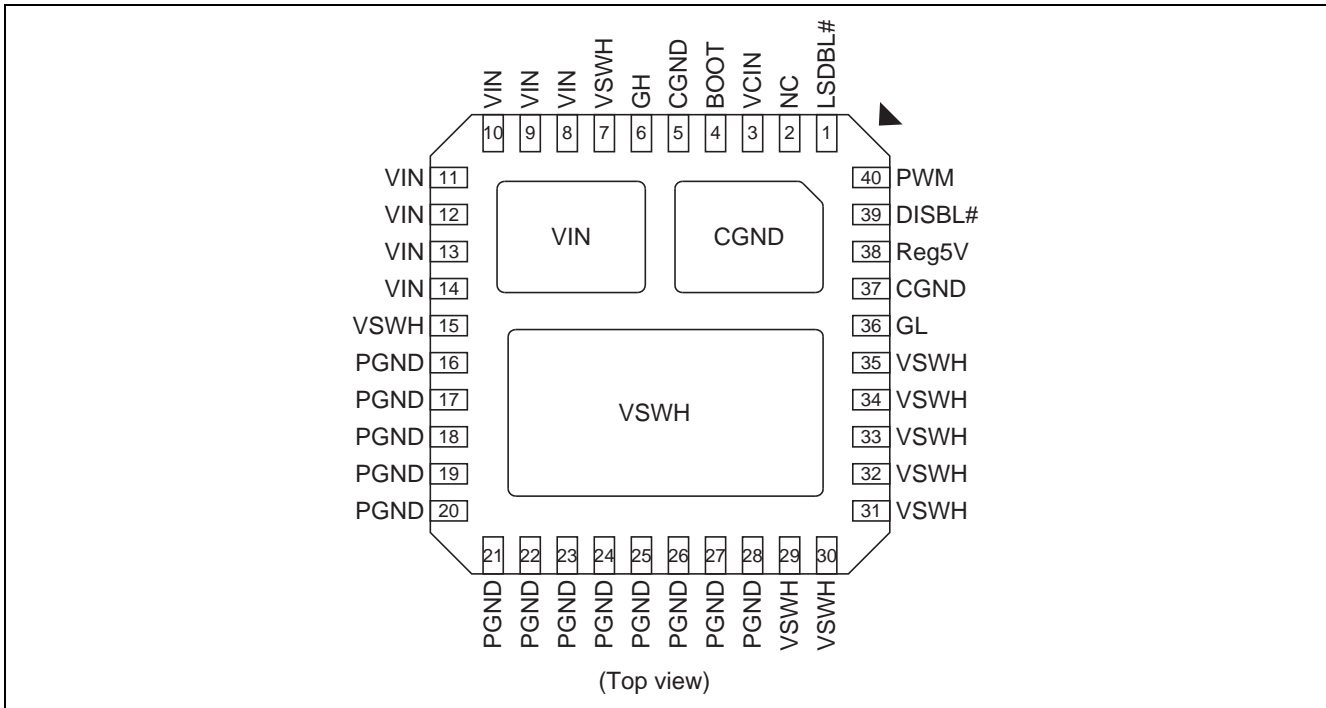 VIN VIN VIN VSWH GH CGND BOOT VCIN NC LSDBL#
10 9 8 7 6 5 4 3 2 1
VIN 11 40 PWM
VIN 12 39 DISBL#
VIN 13 38 Reg5V
VIN 14 37 CGND
VSWH 15 36 GL
PGND 16 35 VSWH
PGND 17 34 VSWH
PGND 18 33 VSWH
PGND 19 32 VSWH
PGND 20 31 VSWH
VIN CGND
VSWH
21 22 23 24 25 26 27 28 29 30
PGND PGND PGND PGND PGND PGND PGND PGND VSWH VSWH
(Top view)